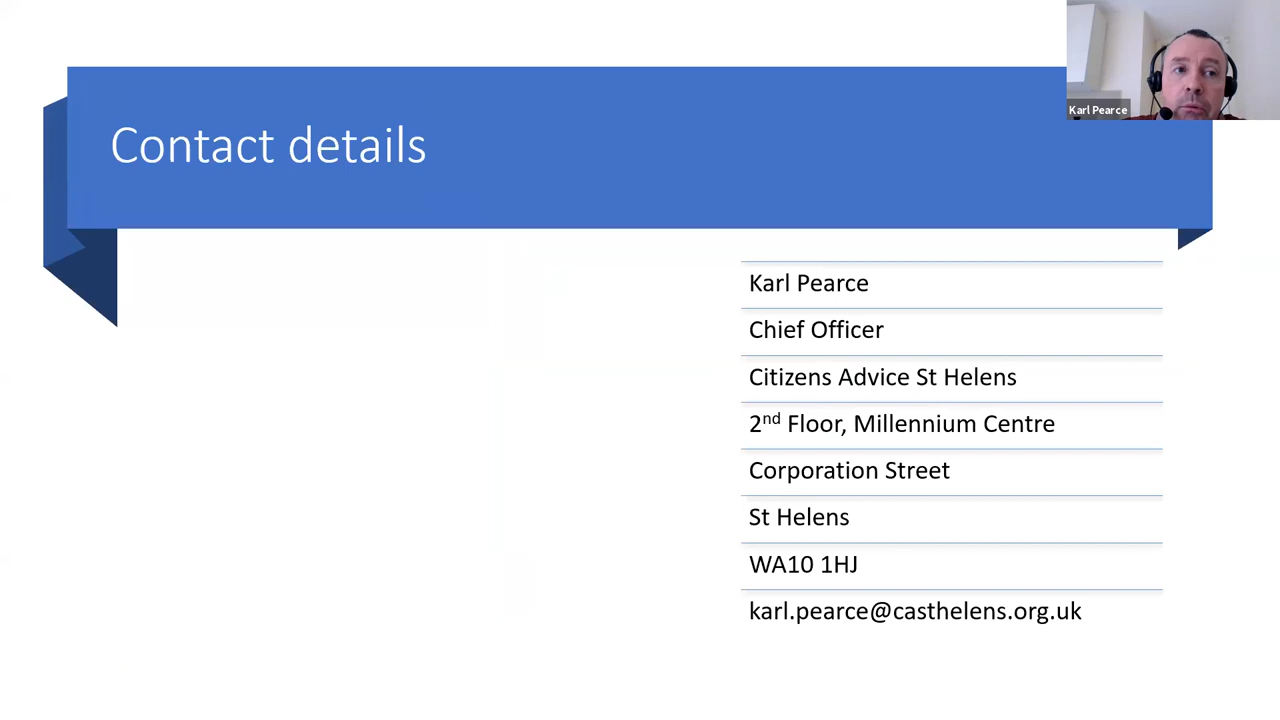 Karl Pearce
Contact details
Karl Pearce
Chief Officer
Citizens Advice St Helens
2nd Floor, Millennium Centre
Corporation Street
St Helens
WA10 1HJ
karl.pearce@casthelens.org.uk